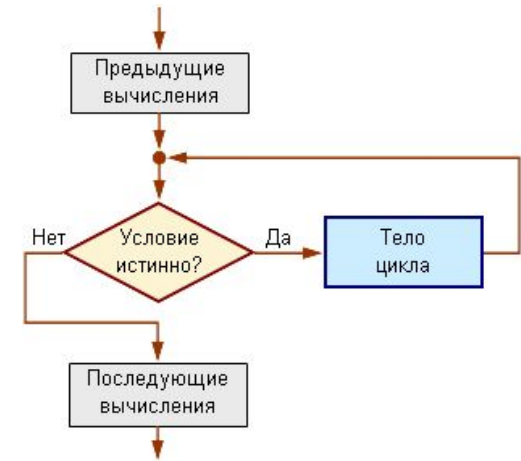 Предыдущие
вычисления
Нет
Условие
истинно?
Да
Тело
цикла
Последующие
вычисления